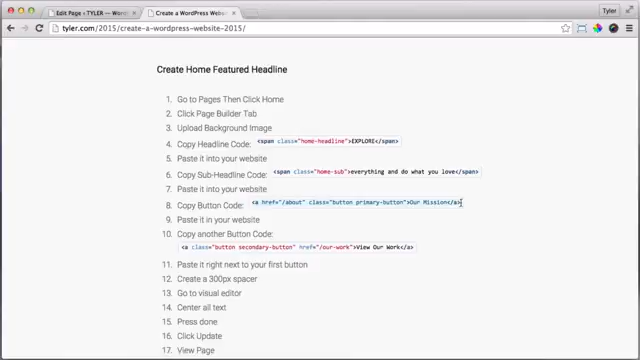 Edit Page ‹ TYLER — Wordp
Create a WordPress Websi
Tyler
tyler.com/2015/create-a-wordpress-website-2015/
Create Home Featured Headline
1. Go to Pages Then Click Home
2. Click Page Builder Tab
3. Upload Background Image
4. Copy Headline Code: <span class="home-headline">EXPLORE</span>
5. Paste it into your website
6. Copy Sub-Headline Code: <span class="home-sub">everything and do what you love</span>
7. Paste it into your website
8. Copy Button Code: <a href="/about" class="button primary-button">Our Mission</a>
9. Paste it in your website
10. Copy another Button Code:
<a class="button secondary-button" href="/our-work">View Our Work</a>
11. Paste it right next to your first button
12. Create a 300px spacer
13. Go to visual editor
14. Center all text
15. Press done
16. Click Update
17. View Page